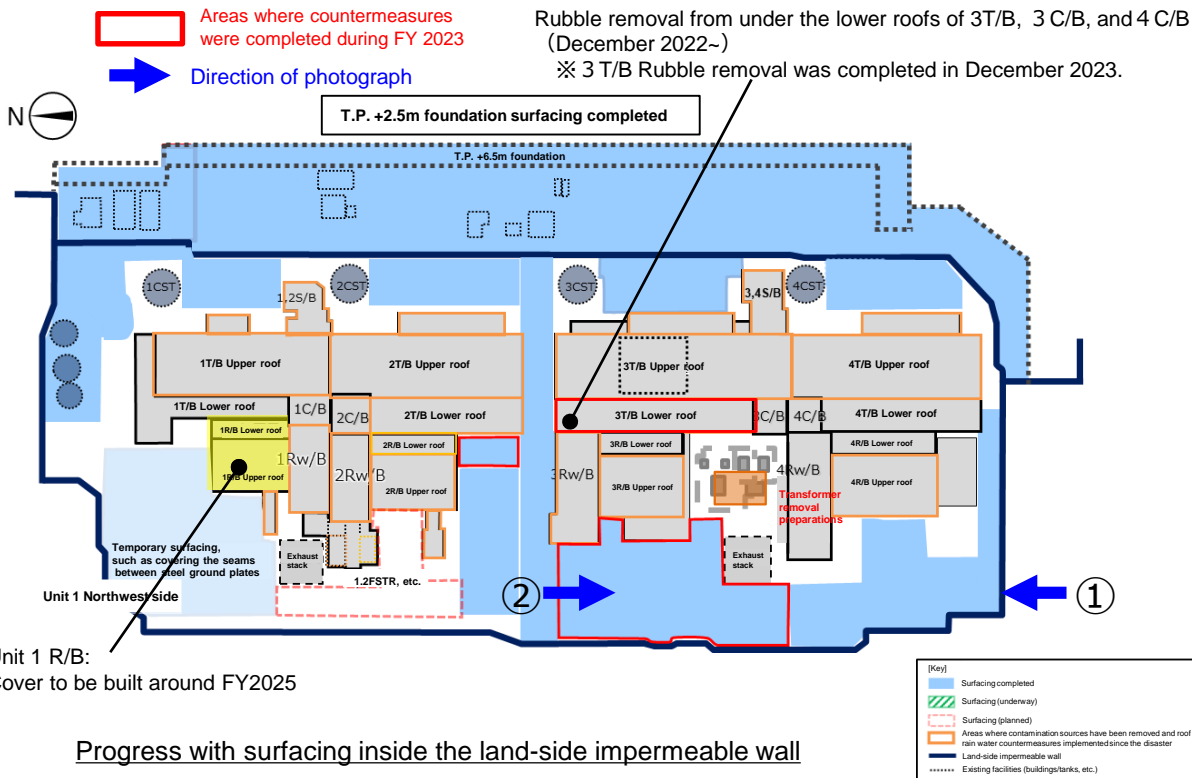 Areas where countermeasures
were completed during FY 2023
Direction of photograph
Rubble removal from under the lower roofs of 3T/B, 3 C/B, and 4 C/B
(December 2022~)
※ 3 T/B Rubble removal was completed in December 2023.
N
T.P. +2.5m foundation surfacing completed
T.P. +6.5m foundation
1CST
1,2S/B
2CST
3CST
3,4S/B
4CST
1T/B Upper roof
2T/B Upper roof
3T/B Upper roof
4T/B Upper roof
1T/B Lower roof
1C/B
2C/B
2T/B Lower roof
3T/B Lower roof
3C/B
4C/B
4T/B Lower roof
1R/B Lower roof
1R/B Upper roof
1Rw/B
2Rw/B
2R/B Lower roof
2R/B Upper roof
3Rw/B
3R/B Lower roof
3R/B Upper roof
4Rw/B
4R/B Lower roof
4R/B Upper roof
Transformer
removal
preparations
Temporary surfacing,
such as covering the seams
between steel ground plates
Exhaust
stack
Exhaust
stack
1.2FSTR, etc.
Unit 1 Northwest side
②
①
Unit 1 R/B:
Cover to be built around FY2025
Progress with surfacing inside the land-side impermeable wall
[Key]
Surfacing completed
Surfacing (underway)
Surfacing (planned)
Areas where contamination sources have been removed and roof
rain water countermeasures implemented since the disaster
Land-side impermeable wall
Existing facilities (buildings/tanks, etc.)